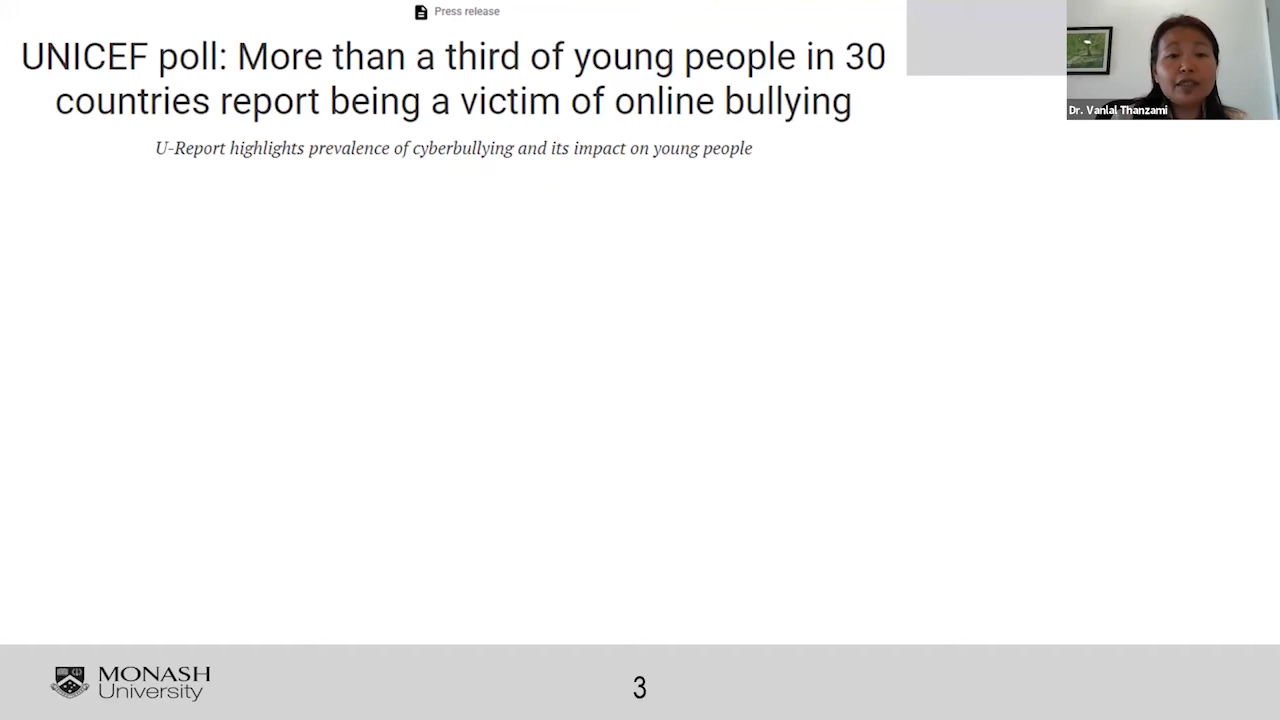 Press release
UNICEF poll: More than a third of young people in 30
countries report being a victim of online bullying
U-Report highlights prevalence of cyberbullying and its impact on young people
Dr. Vanlal Thanzami
MONASH
University
3